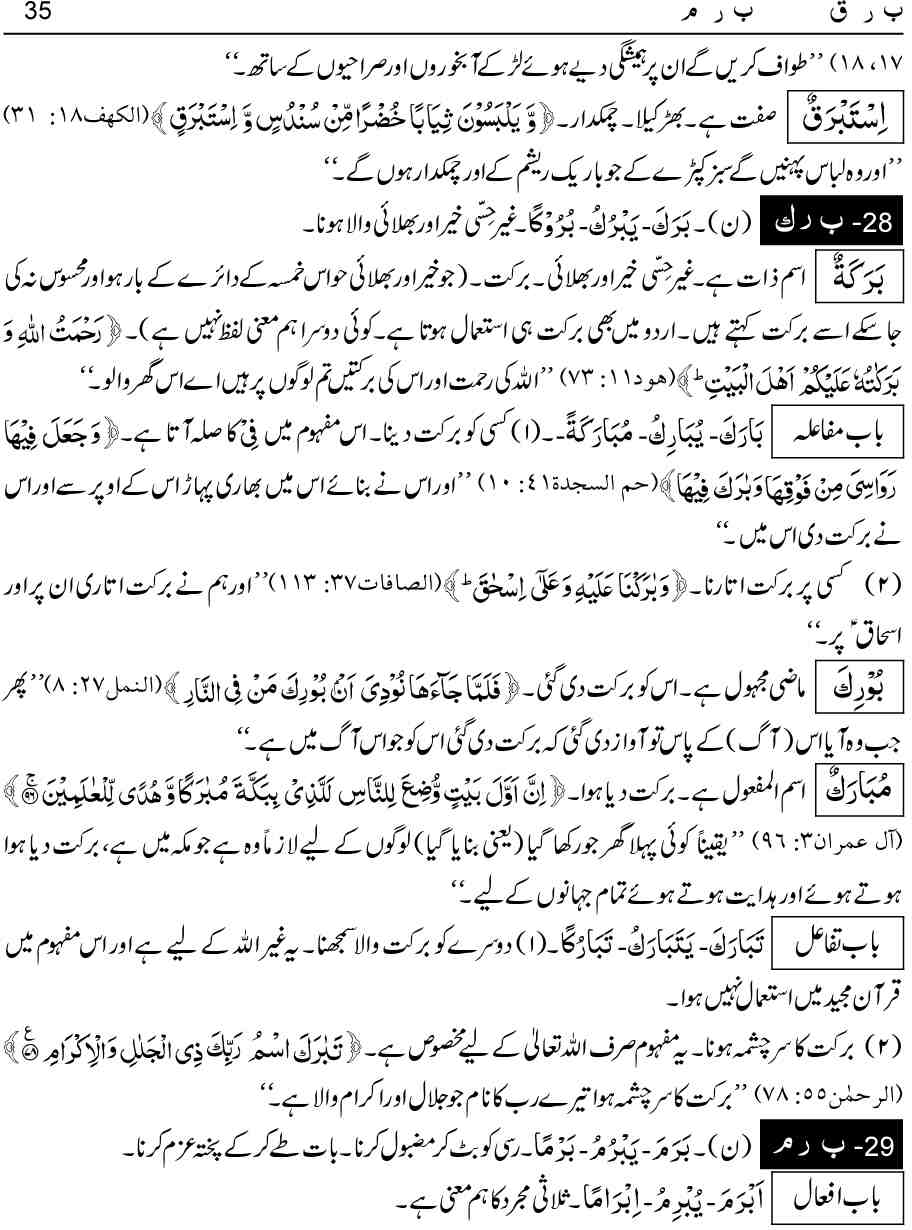 ب ر ق ب ر م 35
۱۷، ۱۸) ’’طواف کریں گے ان پر ہمیشگی دیے ہوئے لڑکے آبخوروں اور صراحیوں کے ساتھ۔‘‘
اِسْتَبْرَقٌ صفت ہے۔ بھڑکیلا۔ چمکدار۔ ﴿وَ یَلْبَسُوْنَ ثِیَابًا خُضْرًا مِّنْ سُنْدُسٍ وَّ اِسْتَبْرَقٍ﴾ (الکھف۱۸: ۳۱)
’’اور وہ لباس پہنیں گے سبز کپڑے کے جو باریک ریشم کے اور چمکدار ہوں گے۔‘‘
28- ب ر ك (ن)۔ بَرَكَ- یَبْرُكُ- بُرُوْكًا۔ غیر حِسّی خیر اور بھلائی والا ہونا۔
بَرَكَةٌ اسم ذات ہے۔ غیر حِسّی خیر اور بھلائی۔ برکت۔ (جو خیر اور بھلائی حواس خمسہ کے دائرے کے بار ہو اور محسوس نہ کی
جا سکے اسے برکت کہتے ہیں۔ اردو میں بھی برکت ہی استعمال ہوتا ہے۔ کوئی دوسرا ہم معنی لفظ نہیں ہے)۔ ﴿رَحْمَتُ اللّٰهِ وَ
بَرَكٰتُهٗ عَلَیْكُمْ اَهْلَ الْبَیْتِ ؕ﴾ (ھود۱۱: ۷۳) ’’اللہ کی رحمت اور اس کی برکتیں تم لوگوں پر ہیں اے اس گھر والو۔‘‘
باب مفاعلہ بَارَكَ- یُبَارِكُ- مُبَارَكَةً۔ (۱) کسی کو برکت دینا۔ اس مفہوم میں فِیْ کا صلہ آتا ہے۔ ﴿وَ جَعَلَ فِیْهَا
رَوَاسِیَ مِنْ فَوْقِهَا وَ بٰرَكَ فِیْهَا﴾ (حم السجدة۴۱: ۱۰) ’’اور اس نے بنائے اس میں بھاری پہاڑ اس کے اوپر سے اور اس
نے برکت دی اس میں۔‘‘
(۲) کسی پر برکت اتارنا۔ ﴿وَ بٰرَكْنَا عَلَیْهِ وَ عَلٰۤی اِسْحٰقَ ؕ﴾ (الصافات۳۷: ۱۱۳) ’’اور ہم نے برکت اتاری ان پر اور
اسحاق ؑ پر۔‘‘
بُوْرِكَ ماضی مجہول ہے۔ اس کو برکت دی گئی۔ ﴿فَلَمَّا جَآءَهَا نُوْدِیَ اَنْۢ بُوْرِكَ مَنْ فِی النَّارِ﴾ (النمل۲۷: ۸) ’’پھر
جب وہ آیا اس (آگ) کے پاس تو آواز دی گئی کہ برکت دی گئی اس کو جو اس آگ میں ہے۔‘‘
مُبَارَكٌ اسم المفعول ہے۔ برکت دیا ہوا۔ ﴿اِنَّ اَوَّلَ بَیْتٍ وُّضِعَ لِلنَّاسِ لَلَّذِیْ بِبَكَّةَ مُبٰرَكًا وَّ هُدًی لِّلْعٰلَمِیْنَ ۚ۹۶﴾
(آل عمران۳: ۹۶) ’’یقیناً کوئی پہلا گھر جو رکھا گیا (یعنی بنایا گیا) لوگوں کے لیے لازماً وہ ہے جو مکہ میں ہے، برکت دیا ہوا
ہوتے ہوئے اور ہدایت ہوتے ہوئے تمام جہانوں کے لیے۔‘‘
باب تفاعل تَبَارَكَ- یَتَبَارَكُ- تَبَارُكًا۔ (۱) دوسرے کو برکت والا سمجھنا۔ یہ غیر اللہ کے لیے ہے اور اس مفہوم میں
قرآن مجید میں استعمال نہیں ہوا۔
(۲) برکت کا سرچشمہ ہونا۔ یہ مفہوم صرف اللہ تعالیٰ کے لیے مخصوص ہے۔ ﴿تَبٰرَكَ اسْمُ رَبِّكَ ذِی الْجَلٰلِ وَ الْاِكْرَامِ ۧ۷۸﴾
(الرحمٰن۵۵: ۷۸) ’’برکت کا سرچشمہ ہوا تیرے رب کا نام جو جلال اور اکرام والا ہے۔‘‘
29- ب ر م (ن)۔ بَرَمَ- یَبْرُمُ- بَرْمًا۔ رسی کو بٹ کر مضبوط کرنا۔ بات طے کر کے پختہ عزم کرنا۔
باب افعال اَبْرَمَ- یُبْرِمُ- اِبْرَامًا۔ ثلاثی مجرد کا ہم معنی ہے۔